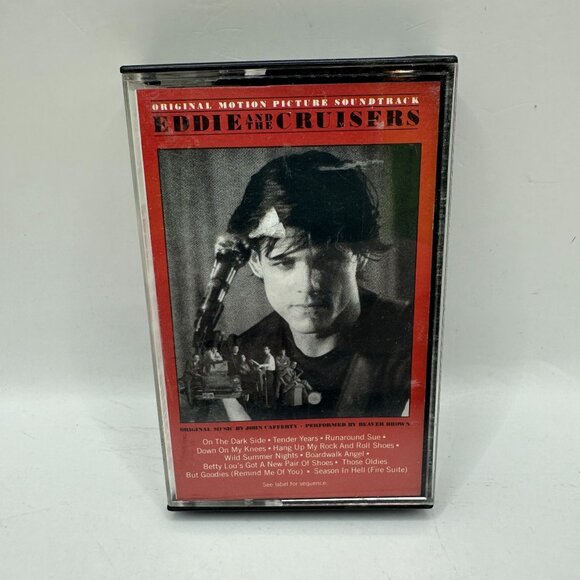 ORIGINAL MOTION PICTURE SOUNDTRACK
EDDIE AND THE CRUISERS
ORIGINAL MUSIC BY JOHN CAFFERTY • PERFORMED BY BEAVER BROWN
On The Dark Side • Tender Years • Runaround Sue •
Down On My Knees • Hang Up My Rock And Roll Shoes •
Wild Summer Nights • Boardwalk Angel •
Betty Lou's Got A New Pair Of Shoes • Those Oldies
But Goodies (Remind Me Of You) • Season In Hell (Fire Suite)
See label for sequence.